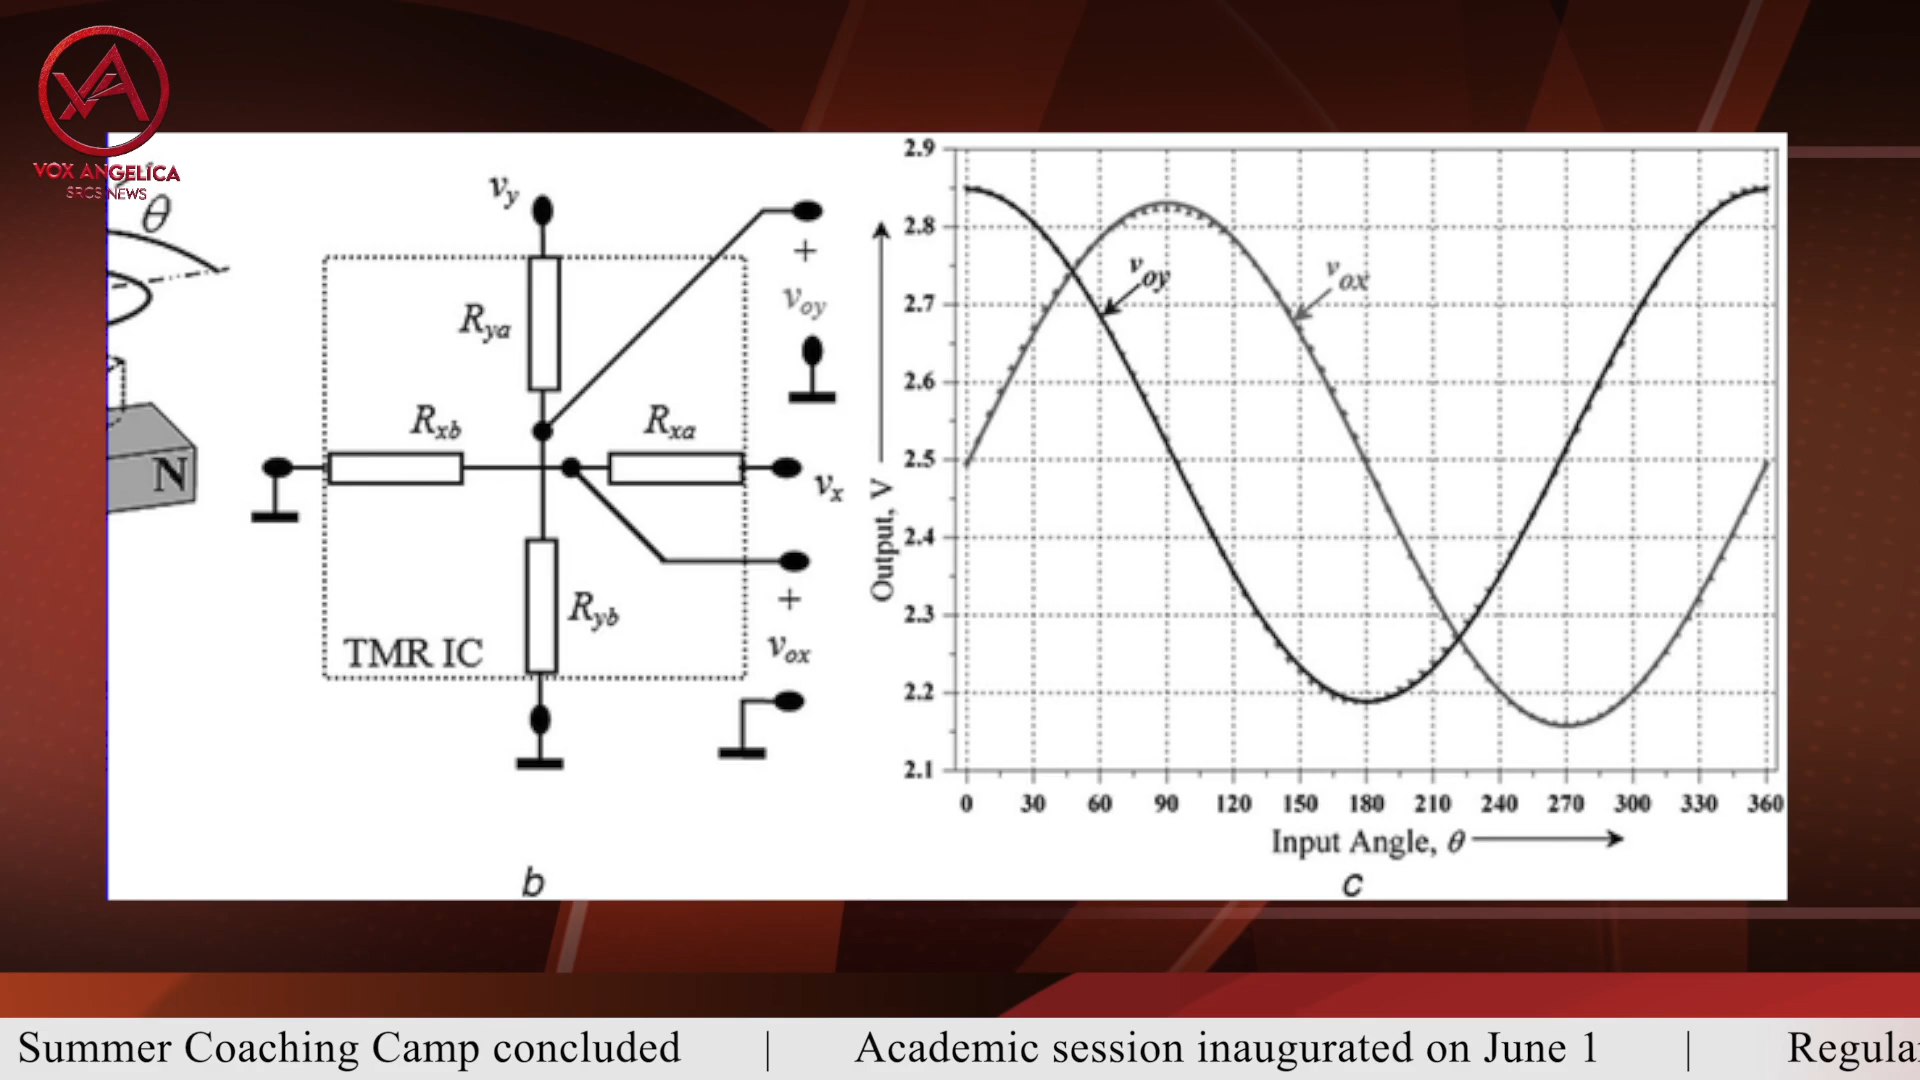 VA
VOX ANGELICA
SRCS NEWS
θ
N
vy
Rya
Rxb
Rxa
vx
Ryb
TMR IC
+
voy
+
vox
b
2.9
2.8
2.7
2.6
2.5
2.4
2.3
2.2
2.1
Output, V
voy
vox
0 30 60 90 120 150 180 210 240 270 300 330 360
Input Angle, θ
c
Summer Coaching Camp concluded | Academic session inaugurated on June 1 | Regula